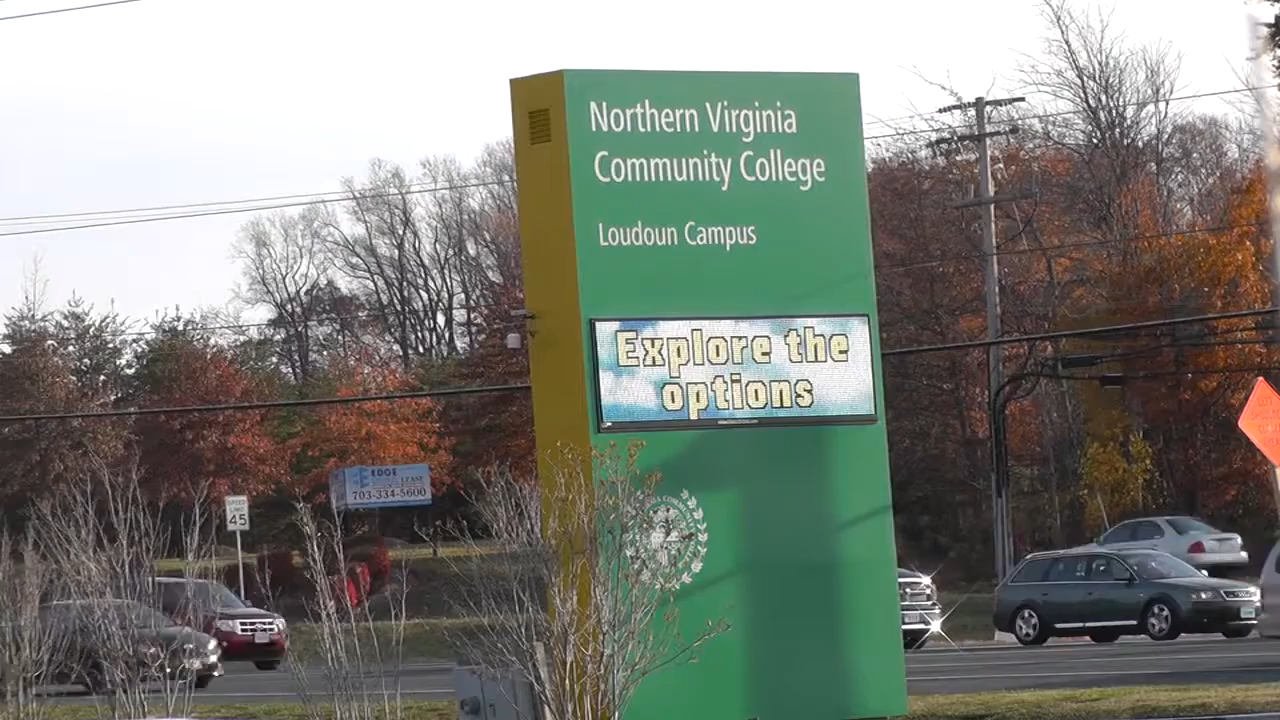 Northern Virginia
Community College
Loudoun Campus
Explore the
options
EDGE
LEASE
703-334-5600
SPEED
LIMIT
45